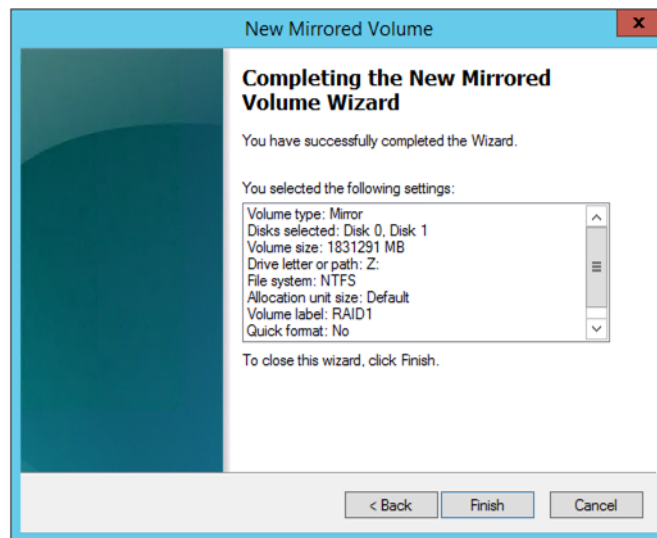 New Mirrored Volume
x
Completing the New Mirrored
Volume Wizard
You have successfully completed the Wizard.
You selected the following settings:
Volume type: Mirror
Disks selected: Disk 0, Disk 1
Volume size: 1831291 MB
Drive letter or path: Z:
File system: NTFS
Allocation unit size: Default
Volume label: RAID1
Quick format: No
To close this wizard, click Finish.
< Back Finish Cancel